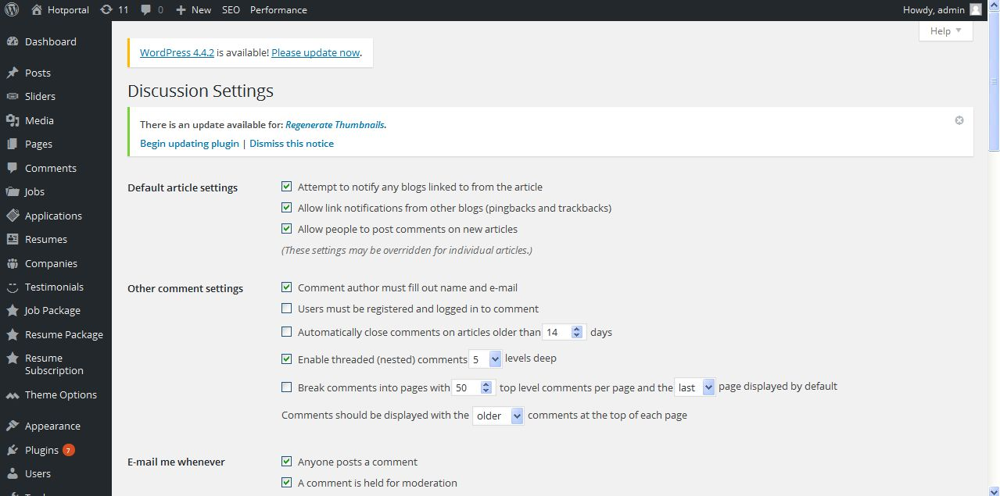 Hotportal 11 0 New SEO Performance Howdy, admin
Help
Dashboard
Posts
Sliders
Media
Pages
Comments
Jobs
Applications
Resumes
Companies
Testimonials
Job Package
Resume Package
Resume
Subscription
Theme Options
Appearance
Plugins 7
Users
WordPress 4.4.2 is available! Please update now.
Discussion Settings
There is an update available for: Regenerate Thumbnails.
Begin updating plugin | Dismiss this notice
Default article settings
Attempt to notify any blogs linked to from the article
Allow link notifications from other blogs (pingbacks and trackbacks)
Allow people to post comments on new articles
(These settings may be overridden for individual articles.)
Other comment settings
Comment author must fill out name and e-mail
Users must be registered and logged in to comment
Automatically close comments on articles older than 14 days
Enable threaded (nested) comments 5 levels deep
Break comments into pages with 50 top level comments per page and the last page displayed by default
Comments should be displayed with the older comments at the top of each page
E-mail me whenever
Anyone posts a comment
A comment is held for moderation